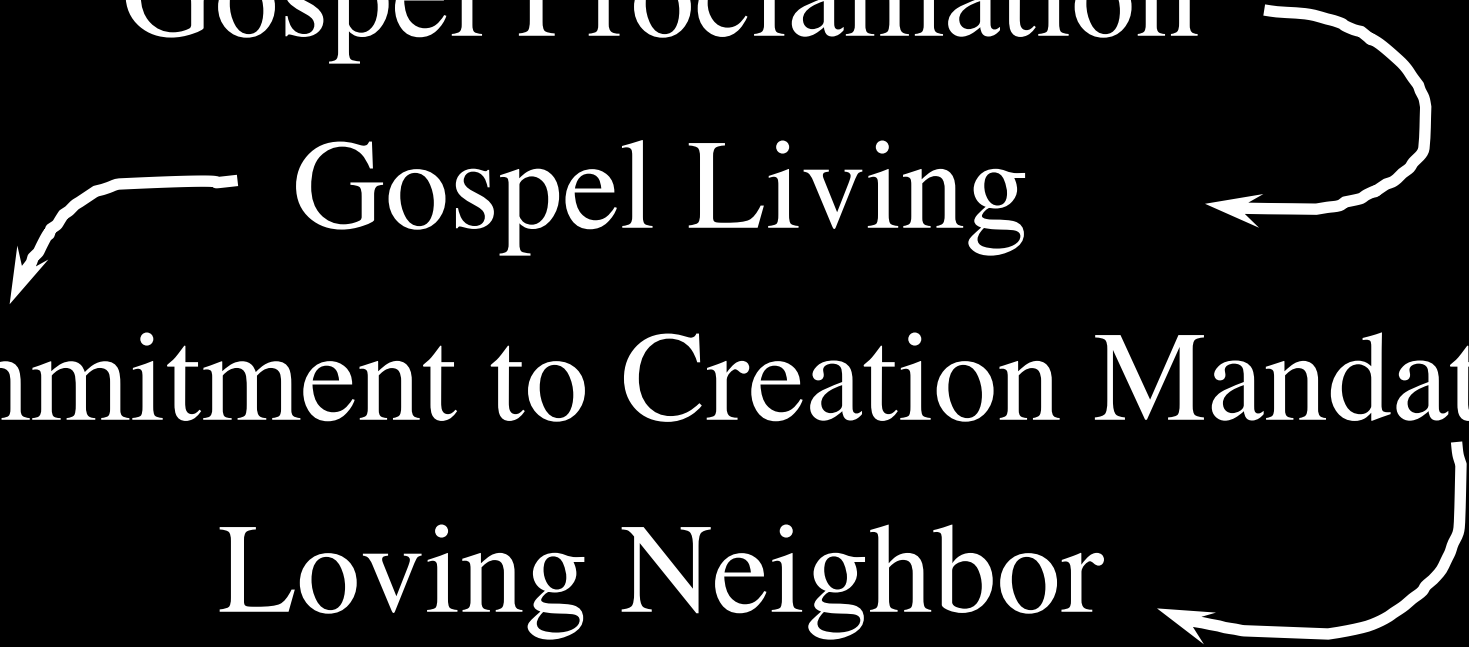 Gospel Proclamation
Gospel Living
mmitment to Creation Mandat
Loving Neighbor